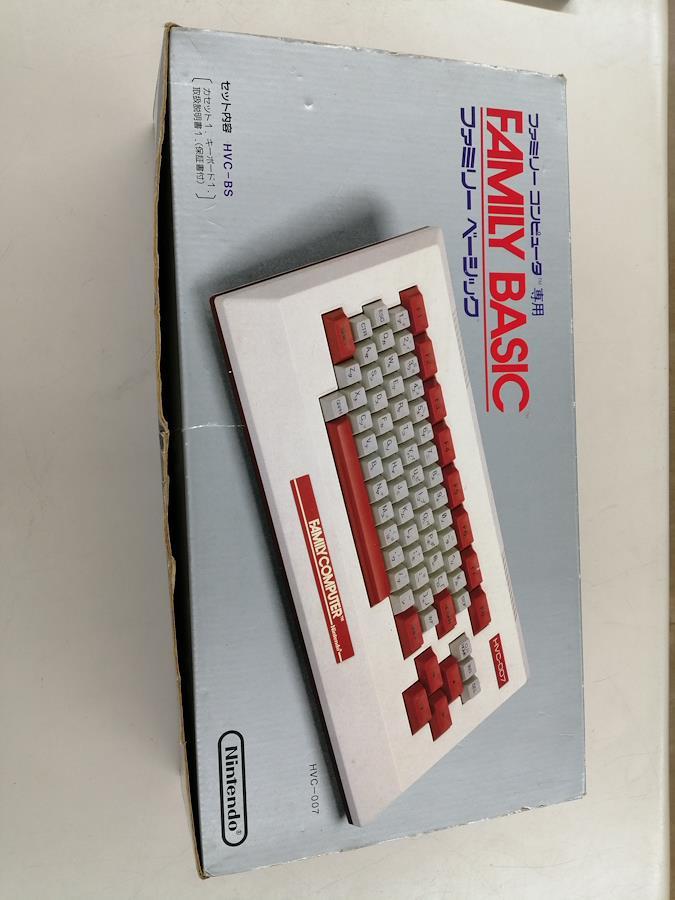 ファミリー コンピュータ™ 専用
FAMILY BASIC™
ファミリー ベーシック
セット内容 HVC-BS
カセット1．キーボード1．
取扱説明書1．(保証書付)
HVC-007
FAMILY COMPUTER™
Nintendo®
HVC-007
Nintendo®